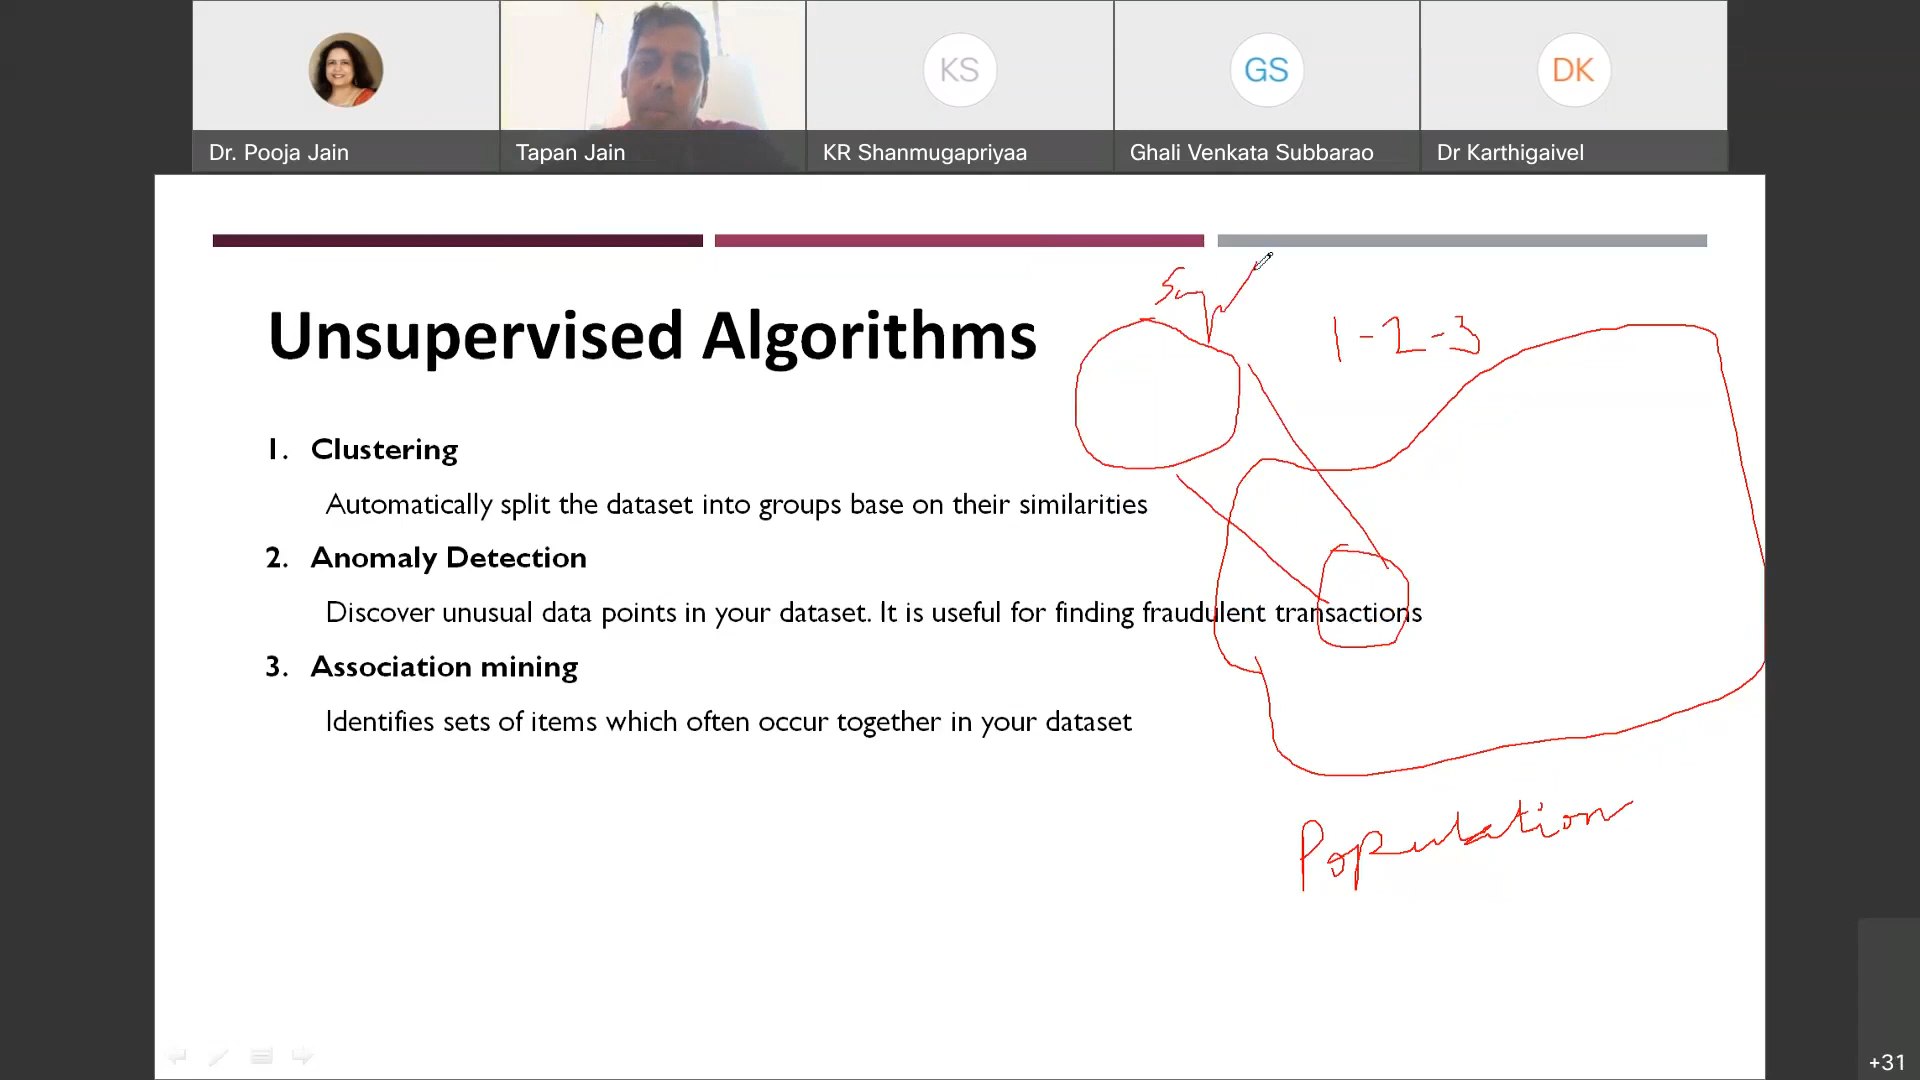 KS
GS
DK
Dr. Pooja Jain
Tapan Jain
KR Shanmugapriyaa
Ghali Venkata Subbarao
Dr Karthigaivel
1-2-3
Unsupervised Algorithms
1. Clustering
Automatically split the dataset into groups base on their similarities
2. Anomaly Detection
Discover unusual data points in your dataset. It is useful for finding fraudulent transactions
3. Association mining
Identifies sets of items which often occur together in your dataset
Population
+31